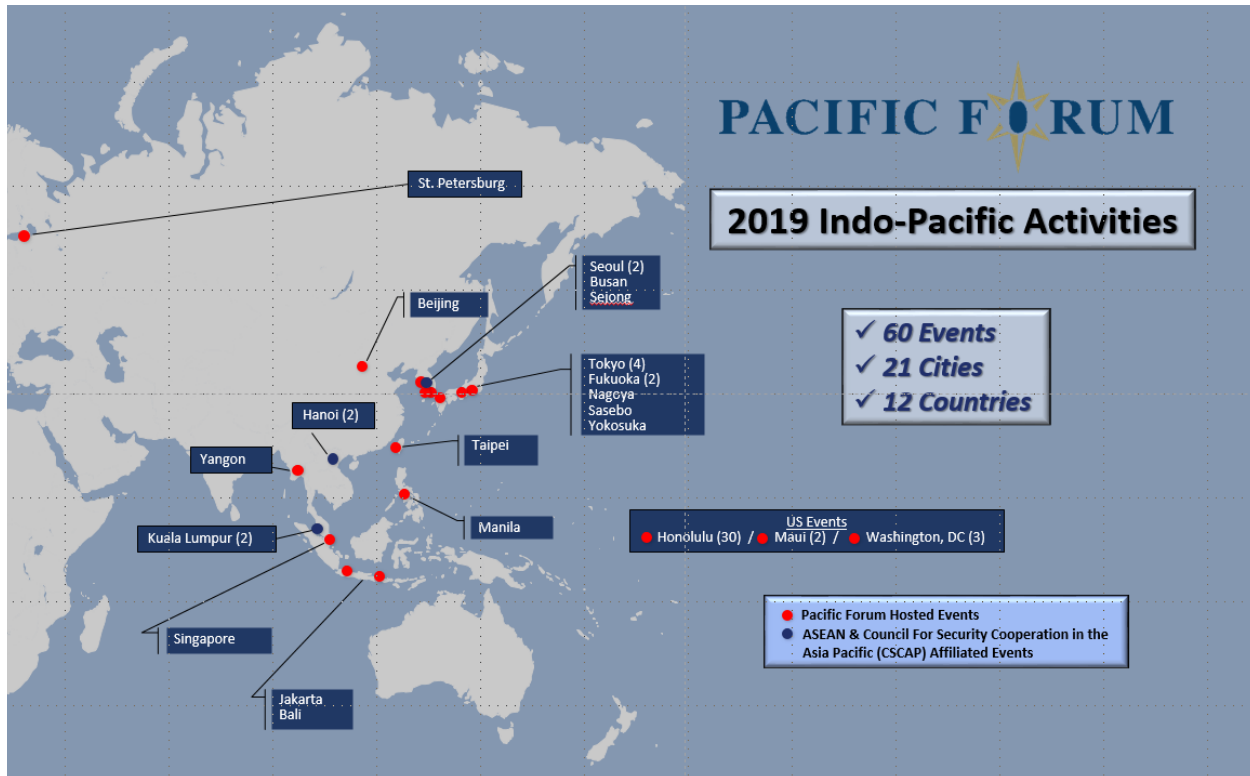 PACIFIC FORUM
St. Petersburg
2019 Indo-Pacific Activities
Seoul (2)
Busan
Sejong
Beijing
✓ 60 Events
✓ 21 Cities
✓ 12 Countries
Tokyo (4)
Fukuoka (2)
Nagoya
Sasebo
Yokosuka
Hanoi (2)
Taipei
Yangon
Manila
US Events
Honolulu (30) / Maui (2) / Washington, DC (3)
Kuala Lumpur (2)
Pacific Forum Hosted Events
ASEAN & Council For Security Cooperation in the
Asia Pacific (CSCAP) Affiliated Events
Singapore
Jakarta
Bali